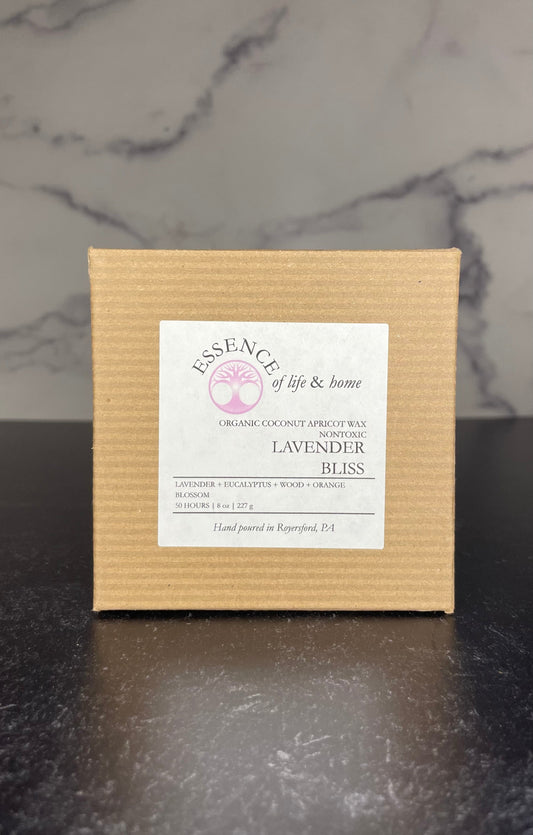 ESSENCE
of life & home
ORGANIC COCONUT APRICOT WAX
NONTOXIC
LAVENDER
BLISS
LAVENDER + EUCALYPTUS + WOOD + ORANGE
BLOSSOM
50 HOURS | 8 oz | 227 g
Hand poured in Royersford, PA